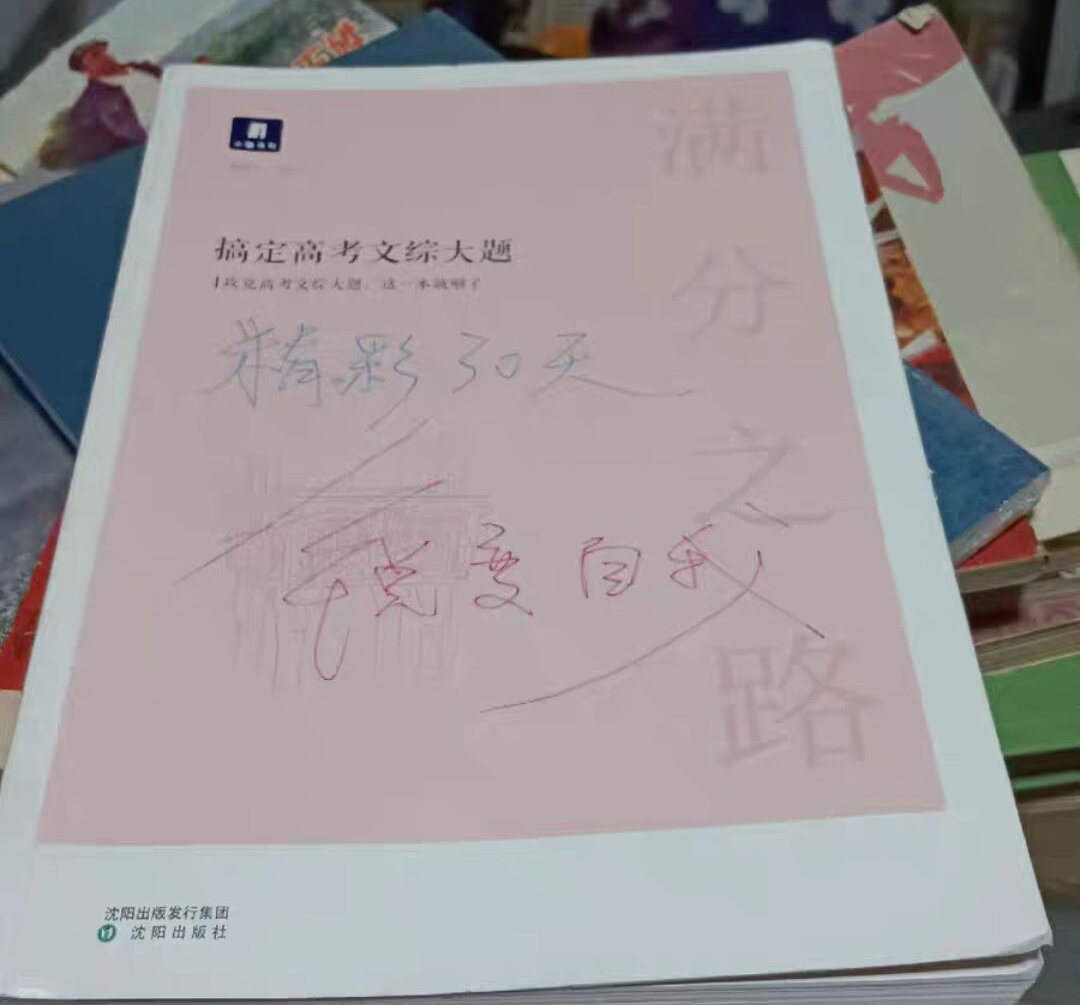 满分之路
搞定高考文综大题
攻克高考文综大题,这一本就够了
精彩30天
蜕变自我
沈阳出版发行集团
沈阳出版社